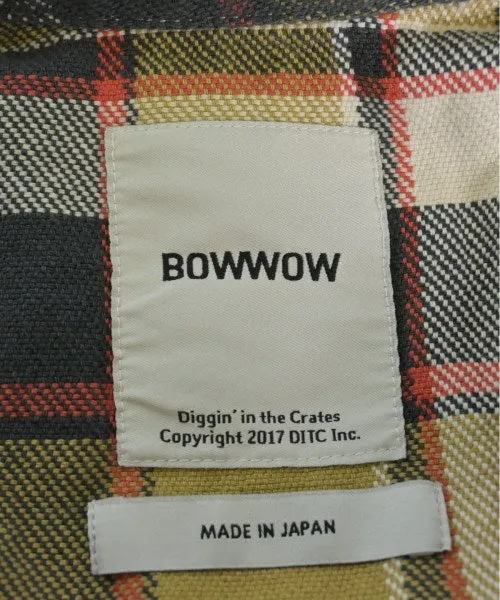 BOWWOW
Diggin' in the Crates
Copyright 2017 DITC Inc.
MADE IN JAPAN